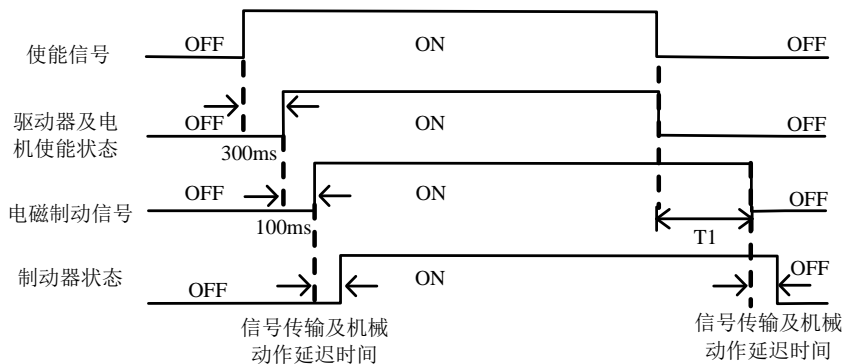 OFF ON OFF
使能信号
OFF ON OFF
驱动器及电
机使能状态
300ms
OFF ON OFF
电磁制动信号
100ms
T1
制动器状态
OFF ON OFF
信号传输及机械
动作延迟时间
信号传输及机械
动作延迟时间